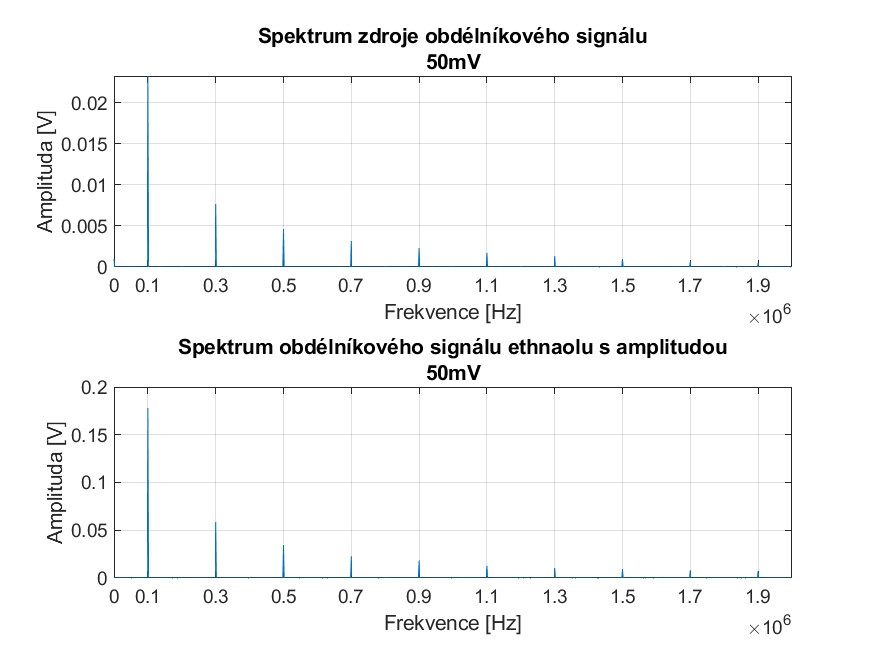 Spektrum zdroje obdélníkového signálu
50mV
Amplituda [V]
0.02
0.015
0.01
0.005
0
0 0.1 0.3 0.5 0.7 0.9 1.1 1.3 1.5 1.7 1.9
Frekvence [Hz]
×10⁶
Spektrum obdélníkového signálu ethnaolu s amplitudou
50mV
Amplituda [V]
0.2
0.15
0.1
0.05
0
0 0.1 0.3 0.5 0.7 0.9 1.1 1.3 1.5 1.7 1.9
Frekvence [Hz]
×10⁶